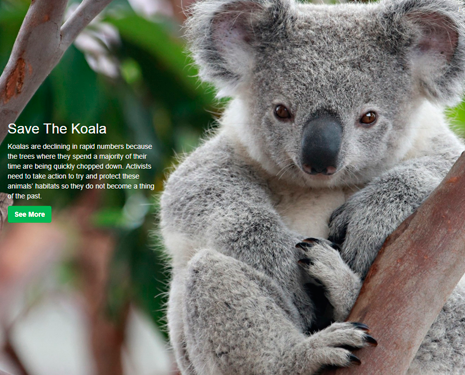 Save The Koala
Koalas are declining in rapid numbers because
the trees where they spend a majority of their
time are being quickly chopped down. Activists
need to take action to try and protect these
animals' habitats so they do not become a thing
of the past.
See More